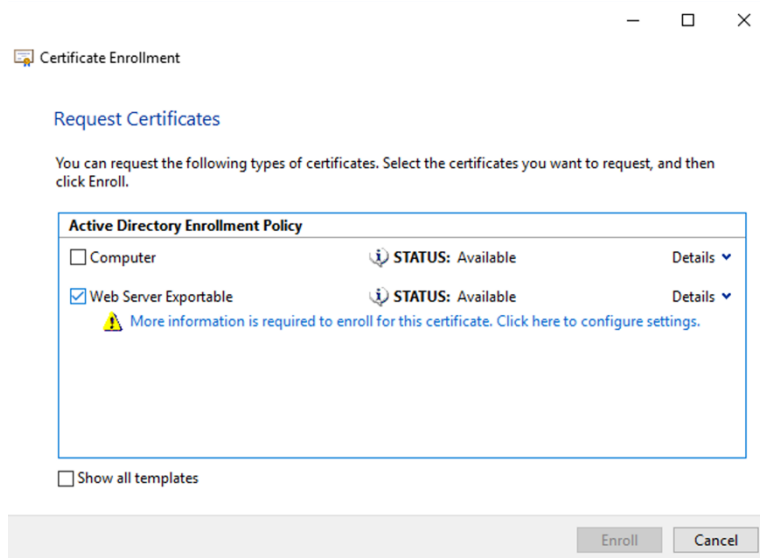 Certificate Enrollment
Request Certificates
You can request the following types of certificates. Select the certificates you want to request, and then
click Enroll.
Active Directory Enrollment Policy
Computer STATUS: Available Details
Web Server Exportable STATUS: Available Details
More information is required to enroll for this certificate. Click here to configure settings.
Show all templates
Enroll Cancel